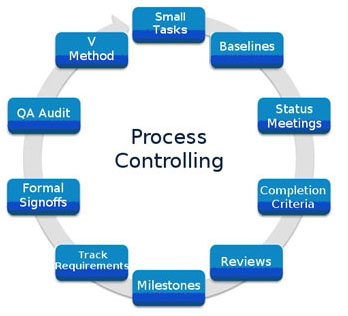 Small
Tasks
Baselines
Status
Meetings
Completion
Criteria
Reviews
Milestones
Track
Requirements
Formal
Signoffs
QA Audit
V
Method
Process
Controlling